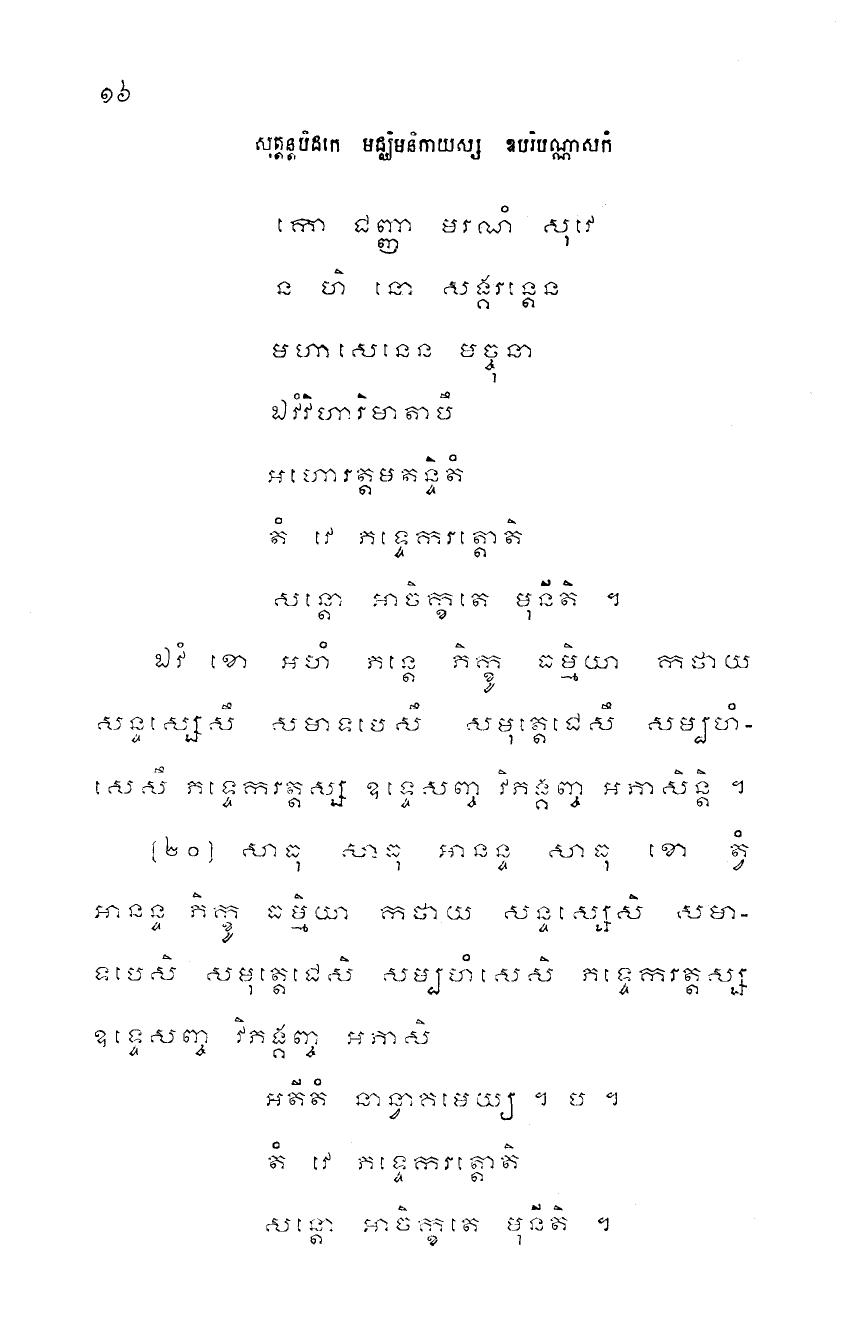 ១៦
សុត្តន្តបិដកេ មជ្ឈិមនិកាយស្ស ឧបរិបណ្ណាសកំ
កោ ជញ្ញា មរណំ សុវេ
ន ហិ នោ សង្គរន្តេន
មហាសេនេន មច្ចុនា
ឯវំវិហារិមាតាបឹ
អហោរត្តមតន្ទិតំ
តំ វេ ភទ្ទេការត្តោតិ
សន្តោ អាចិក្ខតេ មុនីតិ ។
ឯវំ ខោ អហំ ភន្តេ ភិក្ខូ ធម្មិយា កថាយ
សន្ទស្សេសឹ សមាទបេសឹ សមុត្តេជេសឹ សម្បហំ-
សេសឹ ភទ្ទេការត្តស្ស ឧទ្ទេសញ្ច វិភង្គញ្ច អភាសិន្តិ ។
[២០] សាធុ សាធុ អានន្ទ សាធុ ខោ ត្វំ
អានន្ទ ភិក្ខូ ធម្មិយា កថាយ សន្ទស្សេសិ សមា-
ទបេសិ សមុត្តេជេសិ សម្បហំសេសិ ភទ្ទេការត្តស្ស
ឧទ្ទេសញ្ច វិភង្គញ្ច អភាសិ
អតីតំ នាន្វាគមេយ្យ ។ ប ។
តំ វេ ភទ្ទេការត្តោតិ
សន្តោ អាចិក្ខតេ មុនីតិ ។